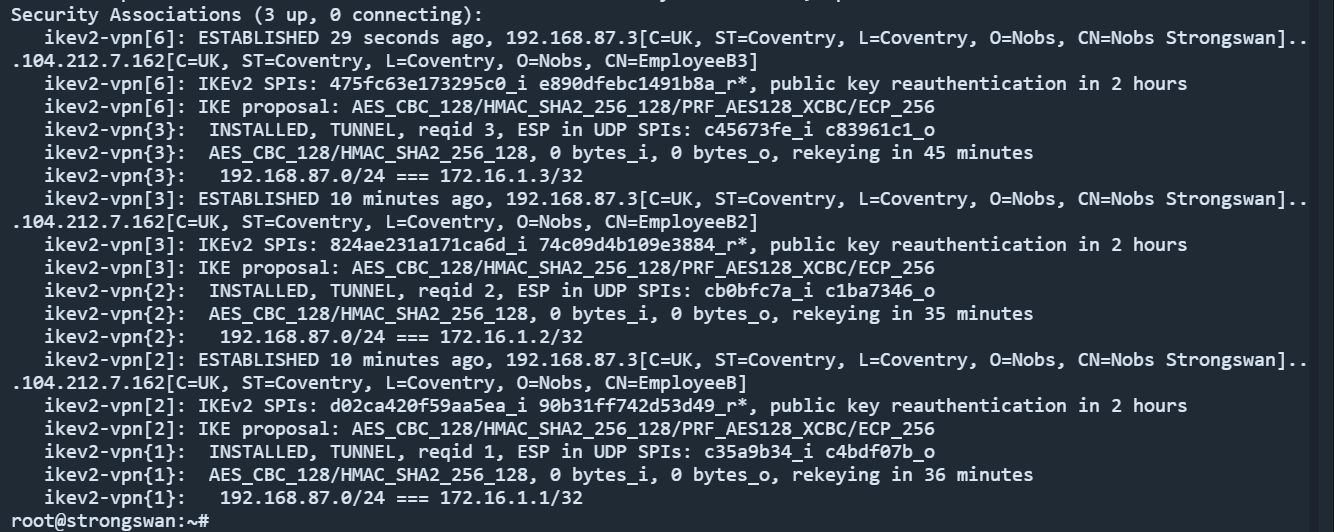 Security Associations (3 up, 0 connecting):
ikev2-vpn[6]: ESTABLISHED 29 seconds ago, 192.168.87.3[C=UK, ST=Coventry, L=Coventry, O=Nobs, CN=Nobs Strongswan]..
.104.212.7.162[C=UK, ST=Coventry, L=Coventry, O=Nobs, CN=EmployeeB3]
ikev2-vpn[6]: IKEv2 SPIs: 475fc63e173295c0_i e890dfebc1491b8a_r*, public key reauthentication in 2 hours
ikev2-vpn[6]: IKE proposal: AES_CBC_128/HMAC_SHA2_256_128/PRF_AES128_XCBC/ECP_256
ikev2-vpn{3}:  INSTALLED, TUNNEL, reqid 3, ESP in UDP SPIs: c45673fe_i c83961c1_o
ikev2-vpn{3}:  AES_CBC_128/HMAC_SHA2_256_128, 0 bytes_i, 0 bytes_o, rekeying in 45 minutes
ikev2-vpn{3}:   192.168.87.0/24 === 172.16.1.3/32
ikev2-vpn[3]: ESTABLISHED 10 minutes ago, 192.168.87.3[C=UK, ST=Coventry, L=Coventry, O=Nobs, CN=Nobs Strongswan]..
.104.212.7.162[C=UK, ST=Coventry, L=Coventry, O=Nobs, CN=EmployeeB2]
ikev2-vpn[3]: IKEv2 SPIs: 824ae231a171ca6d_i 74c09d4b109e3884_r*, public key reauthentication in 2 hours
ikev2-vpn[3]: IKE proposal: AES_CBC_128/HMAC_SHA2_256_128/PRF_AES128_XCBC/ECP_256
ikev2-vpn{2}:  INSTALLED, TUNNEL, reqid 2, ESP in UDP SPIs: cb0bfc7a_i c1ba7346_o
ikev2-vpn{2}:  AES_CBC_128/HMAC_SHA2_256_128, 0 bytes_i, 0 bytes_o, rekeying in 35 minutes
ikev2-vpn{2}:   192.168.87.0/24 === 172.16.1.2/32
ikev2-vpn[2]: ESTABLISHED 10 minutes ago, 192.168.87.3[C=UK, ST=Coventry, L=Coventry, O=Nobs, CN=Nobs Strongswan]..
.104.212.7.162[C=UK, ST=Coventry, L=Coventry, O=Nobs, CN=EmployeeB]
ikev2-vpn[2]: IKEv2 SPIs: d02ca420f59aa5ea_i 90b31ff742d53d49_r*, public key reauthentication in 2 hours
ikev2-vpn[2]: IKE proposal: AES_CBC_128/HMAC_SHA2_256_128/PRF_AES128_XCBC/ECP_256
ikev2-vpn{1}:  INSTALLED, TUNNEL, reqid 1, ESP in UDP SPIs: c35a9b34_i c4bdf07b_o
ikev2-vpn{1}:  AES_CBC_128/HMAC_SHA2_256_128, 0 bytes_i, 0 bytes_o, rekeying in 36 minutes
ikev2-vpn{1}:   192.168.87.0/24 === 172.16.1.1/32
root@strongswan:~#